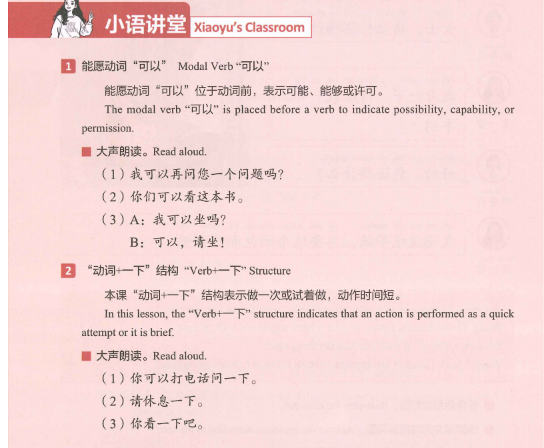 小语讲堂 Xiaoyu's Classroom
1 能愿动词“可以” Modal Verb “可以”
能愿动词“可以”位于动词前，表示可能、能够或许可。
The modal verb “可以” is placed before a verb to indicate possibility, capability, or
permission.
■ 大声朗读。Read aloud.
（1）我可以再问您一个问题吗？
（2）你们可以看这本书。
（3）A：我可以坐吗？
B：可以，请坐！
2 “动词+一下”结构 “Verb+一下” Structure
本课“动词+一下”结构表示做一次或试着做，动作时间短。
In this lesson, the “Verb+一下” structure indicates that an action is performed as a quick
attempt or it is brief.
■ 大声朗读。Read aloud.
（1）你可以打电话问一下。
（2）请休息一下。
（3）你看一下吧。